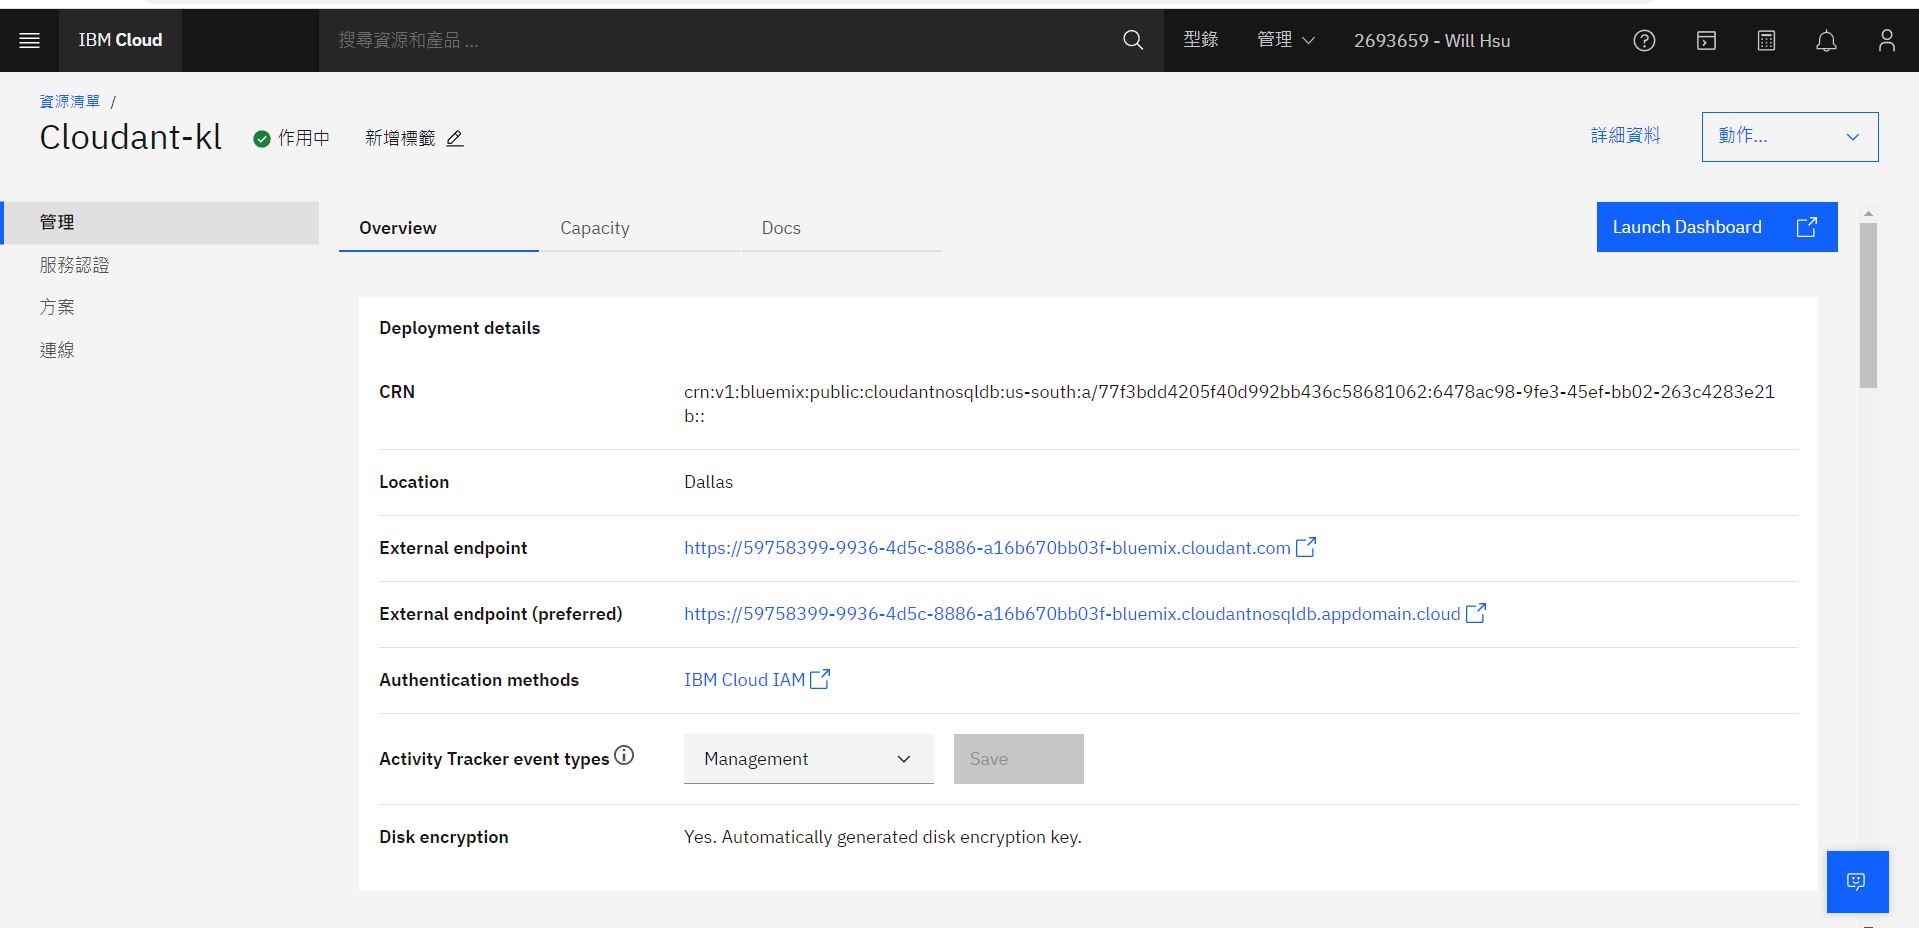 IBM Cloud
搜尋資源和產品 ...
型錄
管理
2693659 - Will Hsu
資源清單 /
Cloudant-kl
作用中
新增標籤
詳細資料
動作...
管理
服務認證
方案
連線
Overview
Capacity
Docs
Launch Dashboard
Deployment details
CRN
crn:v1:bluemix:public:cloudantnosqldb:us-south:a/77f3bdd4205f40d992bb436c58681062:6478ac98-9fe3-45ef-bb02-263c4283e21
b::
Location
Dallas
External endpoint
https://59758399-9936-4d5c-8886-a16b670bb03f-bluemix.cloudant.com
External endpoint (preferred)
https://59758399-9936-4d5c-8886-a16b670bb03f-bluemix.cloudantnosqldb.appdomain.cloud
Authentication methods
IBM Cloud IAM
Activity Tracker event types
Management
Save
Disk encryption
Yes. Automatically generated disk encryption key.